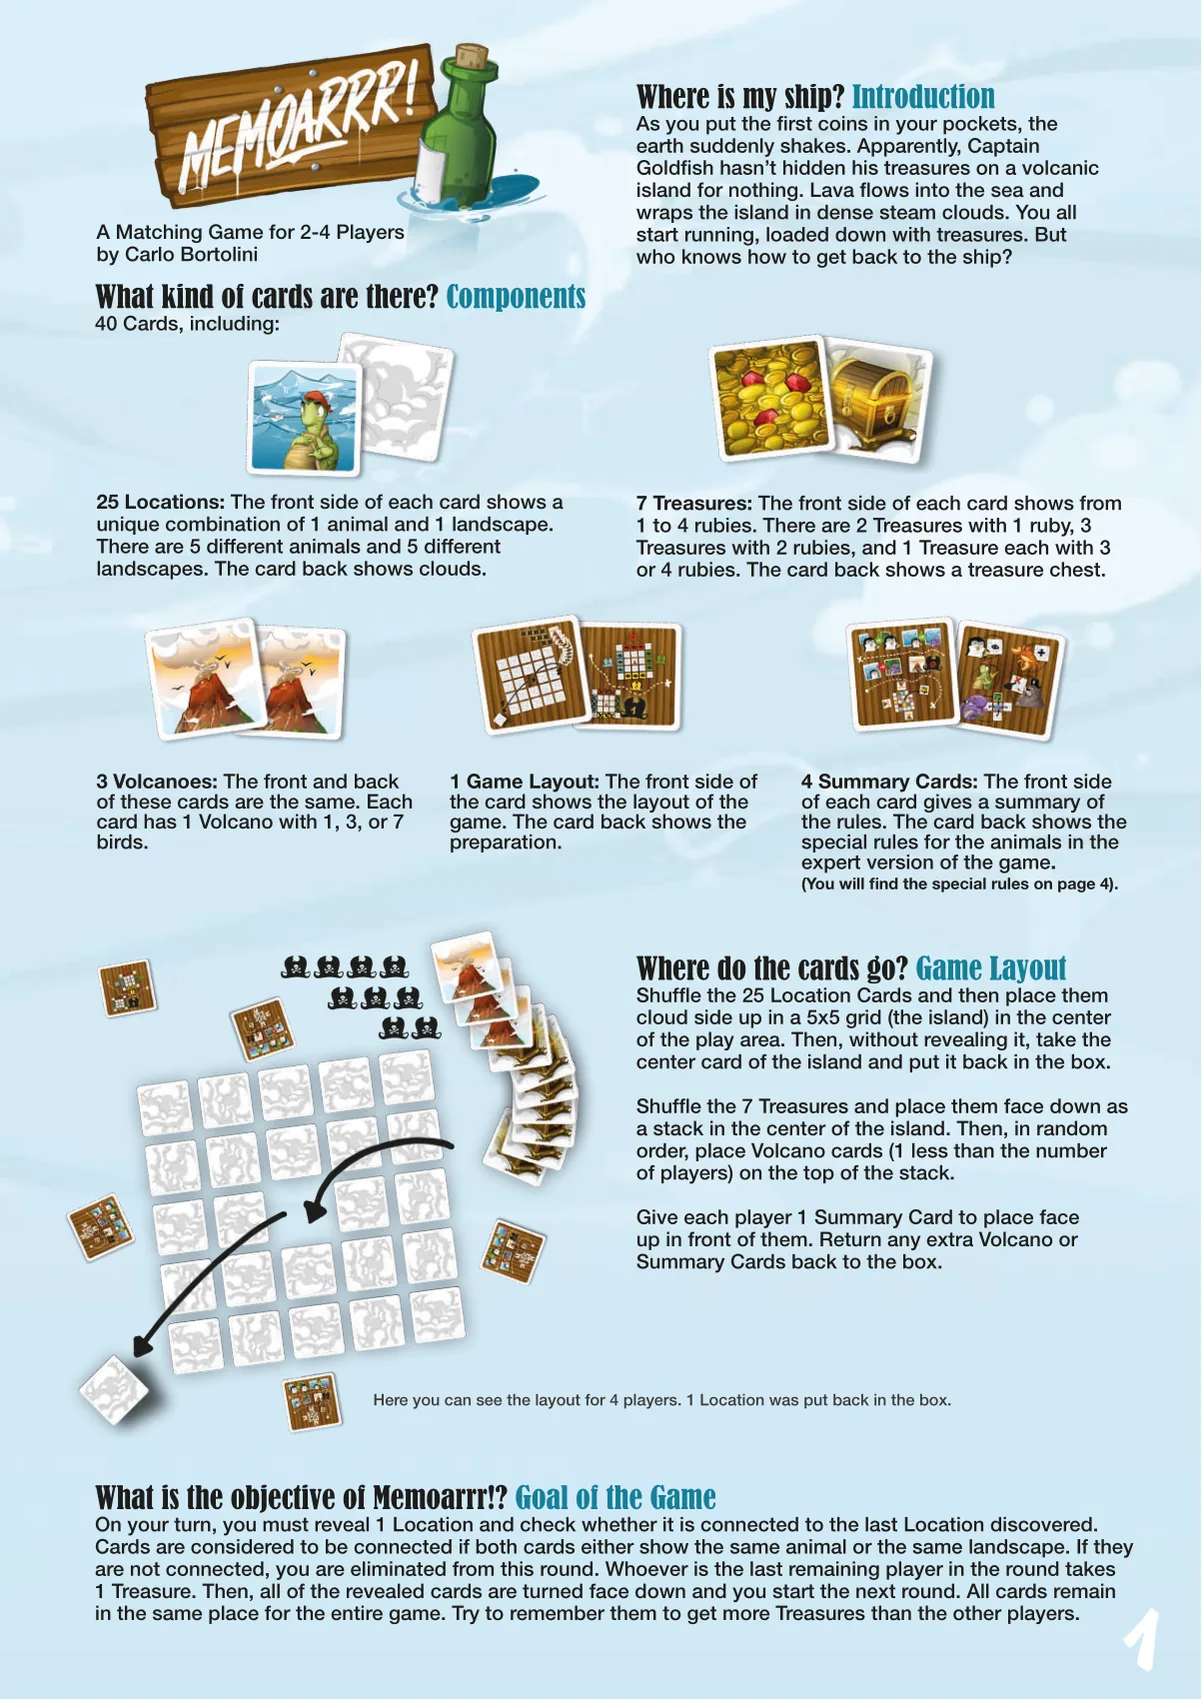 MEMOARRR!
A Matching Game for 2-4 Players
by Carlo Bortolini
Where is my ship? Introduction
As you put the first coins in your pockets, the
earth suddenly shakes. Apparently, Captain
Goldfish hasn't hidden his treasures on a volcanic
island for nothing. Lava flows into the sea and
wraps the island in dense steam clouds. You all
start running, loaded down with treasures. But
who knows how to get back to the ship?
What kind of cards are there? Components
40 Cards, including:
25 Locations: The front side of each card shows a
unique combination of 1 animal and 1 landscape.
There are 5 different animals and 5 different
landscapes. The card back shows clouds.
7 Treasures: The front side of each card shows from
1 to 4 rubies. There are 2 Treasures with 1 ruby, 3
Treasures with 2 rubies, and 1 Treasure each with 3
or 4 rubies. The card back shows a treasure chest.
3 Volcanoes: The front and back
of these cards are the same. Each
card has 1 Volcano with 1, 3, or 7
birds.
1 Game Layout: The front side of
the card shows the layout of the
game. The card back shows the
preparation.
4 Summary Cards: The front side
of each card gives a summary of
the rules. The card back shows the
special rules for the animals in the
expert version of the game.
(You will find the special rules on page 4).
Where do the cards go? Game Layout
Shuffle the 25 Location Cards and then place them
cloud side up in a 5x5 grid (the island) in the center
of the play area. Then, without revealing it, take the
center card of the island and put it back in the box.
Shuffle the 7 Treasures and place them face down as
a stack in the center of the island. Then, in random
order, place Volcano cards (1 less than the number
of players) on the top of the stack.
Give each player 1 Summary Card to place face
up in front of them. Return any extra Volcano or
Summary Cards back to the box.
Here you can see the layout for 4 players. 1 Location was put back in the box.
What is the objective of Memoarrr!? Goal of the Game
On your turn, you must reveal 1 Location and check whether it is connected to the last Location discovered.
Cards are considered to be connected if both cards either show the same animal or the same landscape. If they
are not connected, you are eliminated from this round. Whoever is the last remaining player in the round takes
1 Treasure. Then, all of the revealed cards are turned face down and you start the next round. All cards remain
in the same place for the entire game. Try to remember them to get more Treasures than the other players.
1